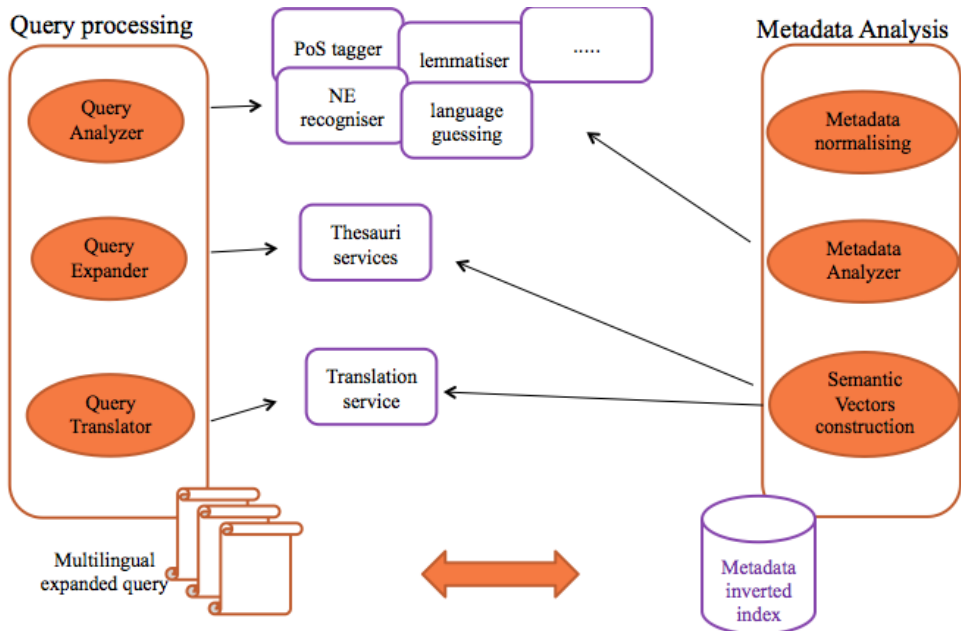 Query processing
Metadata Analysis
PoS tagger
lemmatiser
.....
NE
recogniser
language
guessing
Query
Analyzer
Metadata
normalising
Query
Expander
Thesauri
services
Metadata
Analyzer
Query
Translator
Translation
service
Semantic
Vectors
construction
Multilingual
expanded query
Metadata
inverted
index